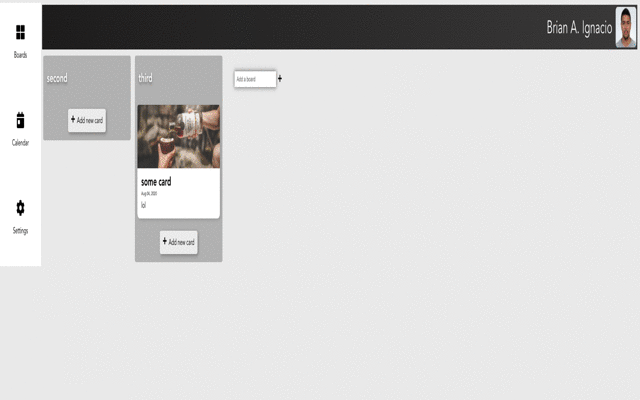 Brian A. Ignacio
Boards
Calendar
Settings
second
+ Add new card
third
some card
Aug 04, 2020
lol
+ Add new card
Add a board +